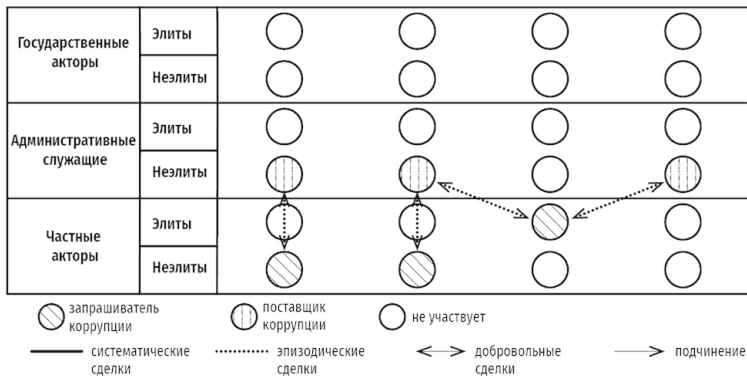 Государственные
акторы
Элиты
Неэлиты
Административные
служащие
Элиты
Неэлиты
Частные
акторы
Элиты
Неэлиты
запрашиватель
коррупции
поставщик
коррупции
не участвует
систематические
сделки
эпизодические
сделки
добровольные
сделки
подчинение